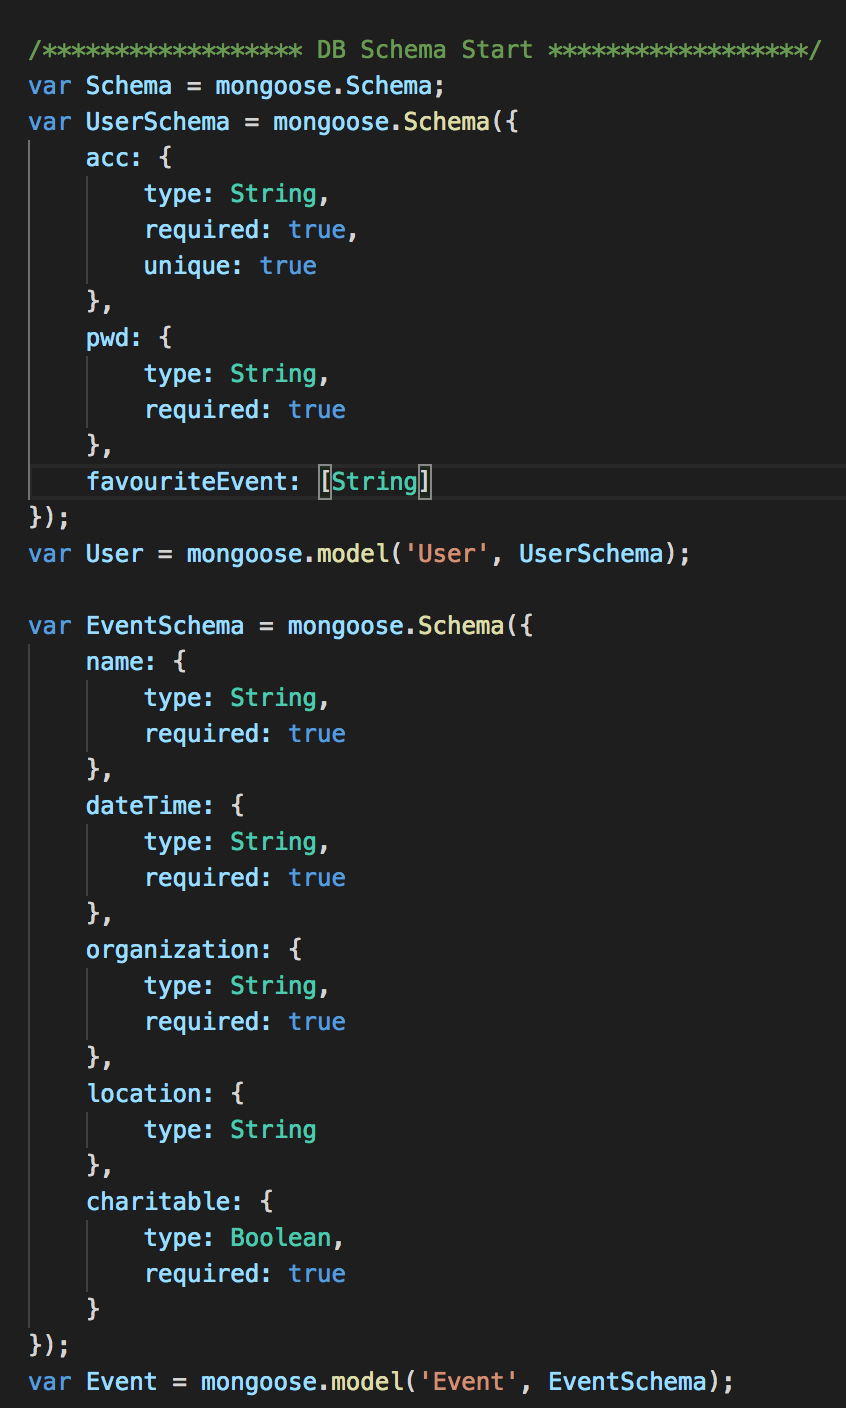 /****************** DB Schema Start ******************/
var Schema = mongoose.Schema;
var UserSchema = mongoose.Schema({
    acc: {
        type: String,
        required: true,
        unique: true
    },
    pwd: {
        type: String,
        required: true
    },
    favouriteEvent: [String]
});
var User = mongoose.model('User', UserSchema);

var EventSchema = mongoose.Schema({
    name: {
        type: String,
        required: true
    },
    dateTime: {
        type: String,
        required: true
    },
    organization: {
        type: String,
        required: true
    },
    location: {
        type: String
    },
    charitable: {
        type: Boolean,
        required: true
    }
});
var Event = mongoose.model('Event', EventSchema);